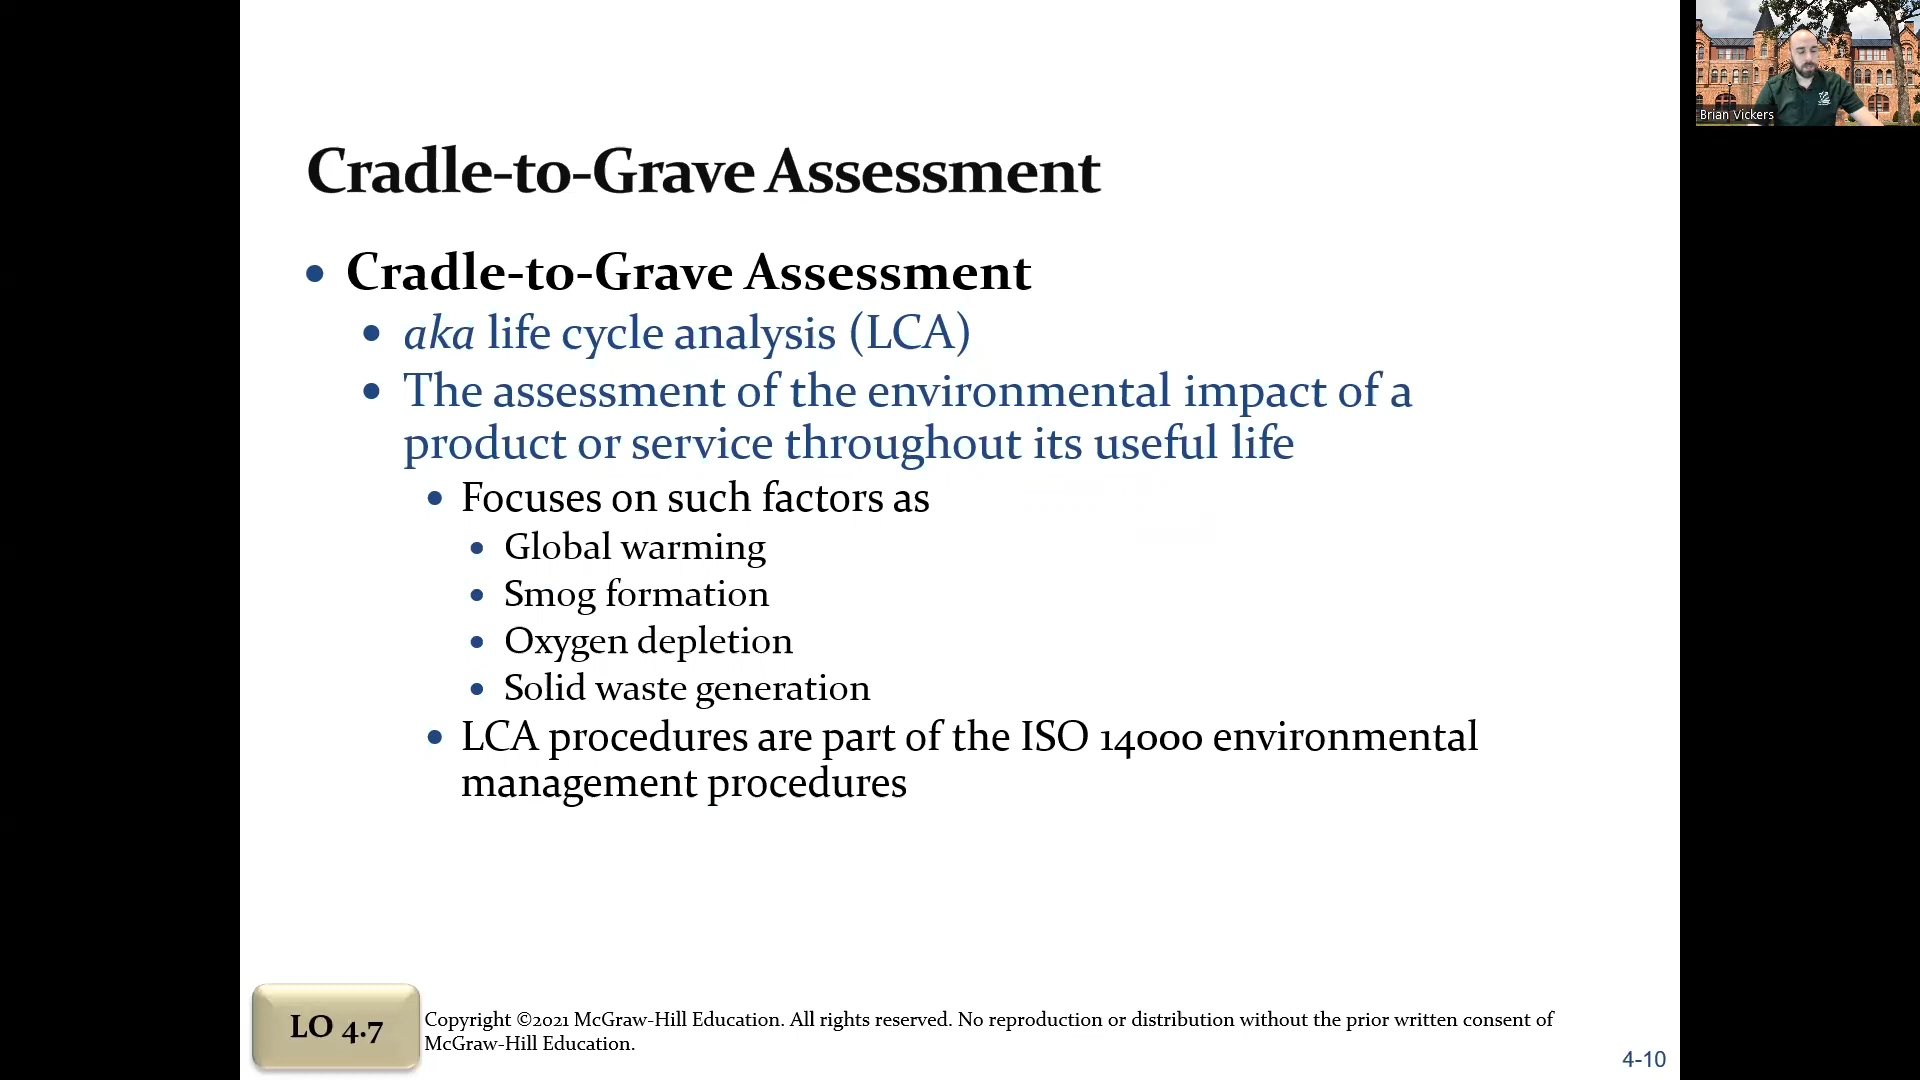 Brian Vickers
Cradle-to-Grave Assessment
• Cradle-to-Grave Assessment
• aka life cycle analysis (LCA)
• The assessment of the environmental impact of a
product or service throughout its useful life
• Focuses on such factors as
• Global warming
• Smog formation
• Oxygen depletion
• Solid waste generation
• LCA procedures are part of the ISO 14000 environmental
management procedures
LO 4.7
Copyright ©2021 McGraw-Hill Education. All rights reserved. No reproduction or distribution without the prior written consent of
McGraw-Hill Education.
4-10